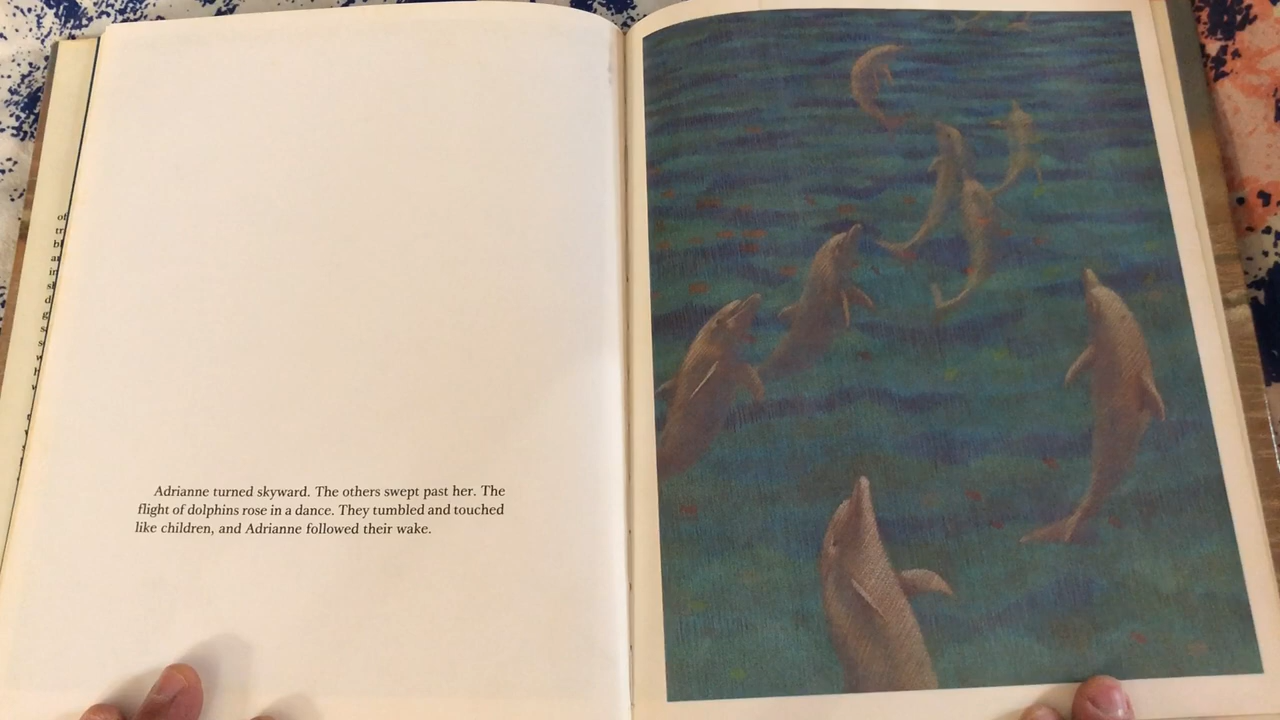 Adrianne turned skyward. The others swept past her. The
flight of dolphins rose in a dance. They tumbled and touched
like children, and Adrianne followed their wake.
of